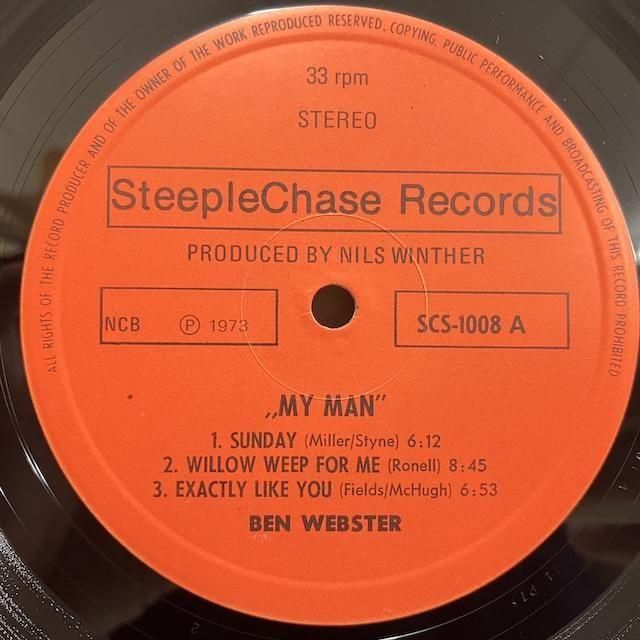 ALL RIGHTS OF THE RECORD PRODUCER AND OF THE OWNER OF THE WORK REPRODUCED RESERVED. COPYING, PUBLIC PERFORMANCE AND BROADCASTING OF THIS RECORD PROHIBITED
33 rpm
STEREO
SteepleChase Records
PRODUCED BY NILS WINTHER
NCB Ⓟ 1973
SCS-1008 A
„MY MAN"
1. SUNDAY (Miller/Styne) 6:12
2. WILLOW WEEP FOR ME (Ronell) 8:45
3. EXACTLY LIKE YOU (Fields/McHugh) 6:53
BEN WEBSTER